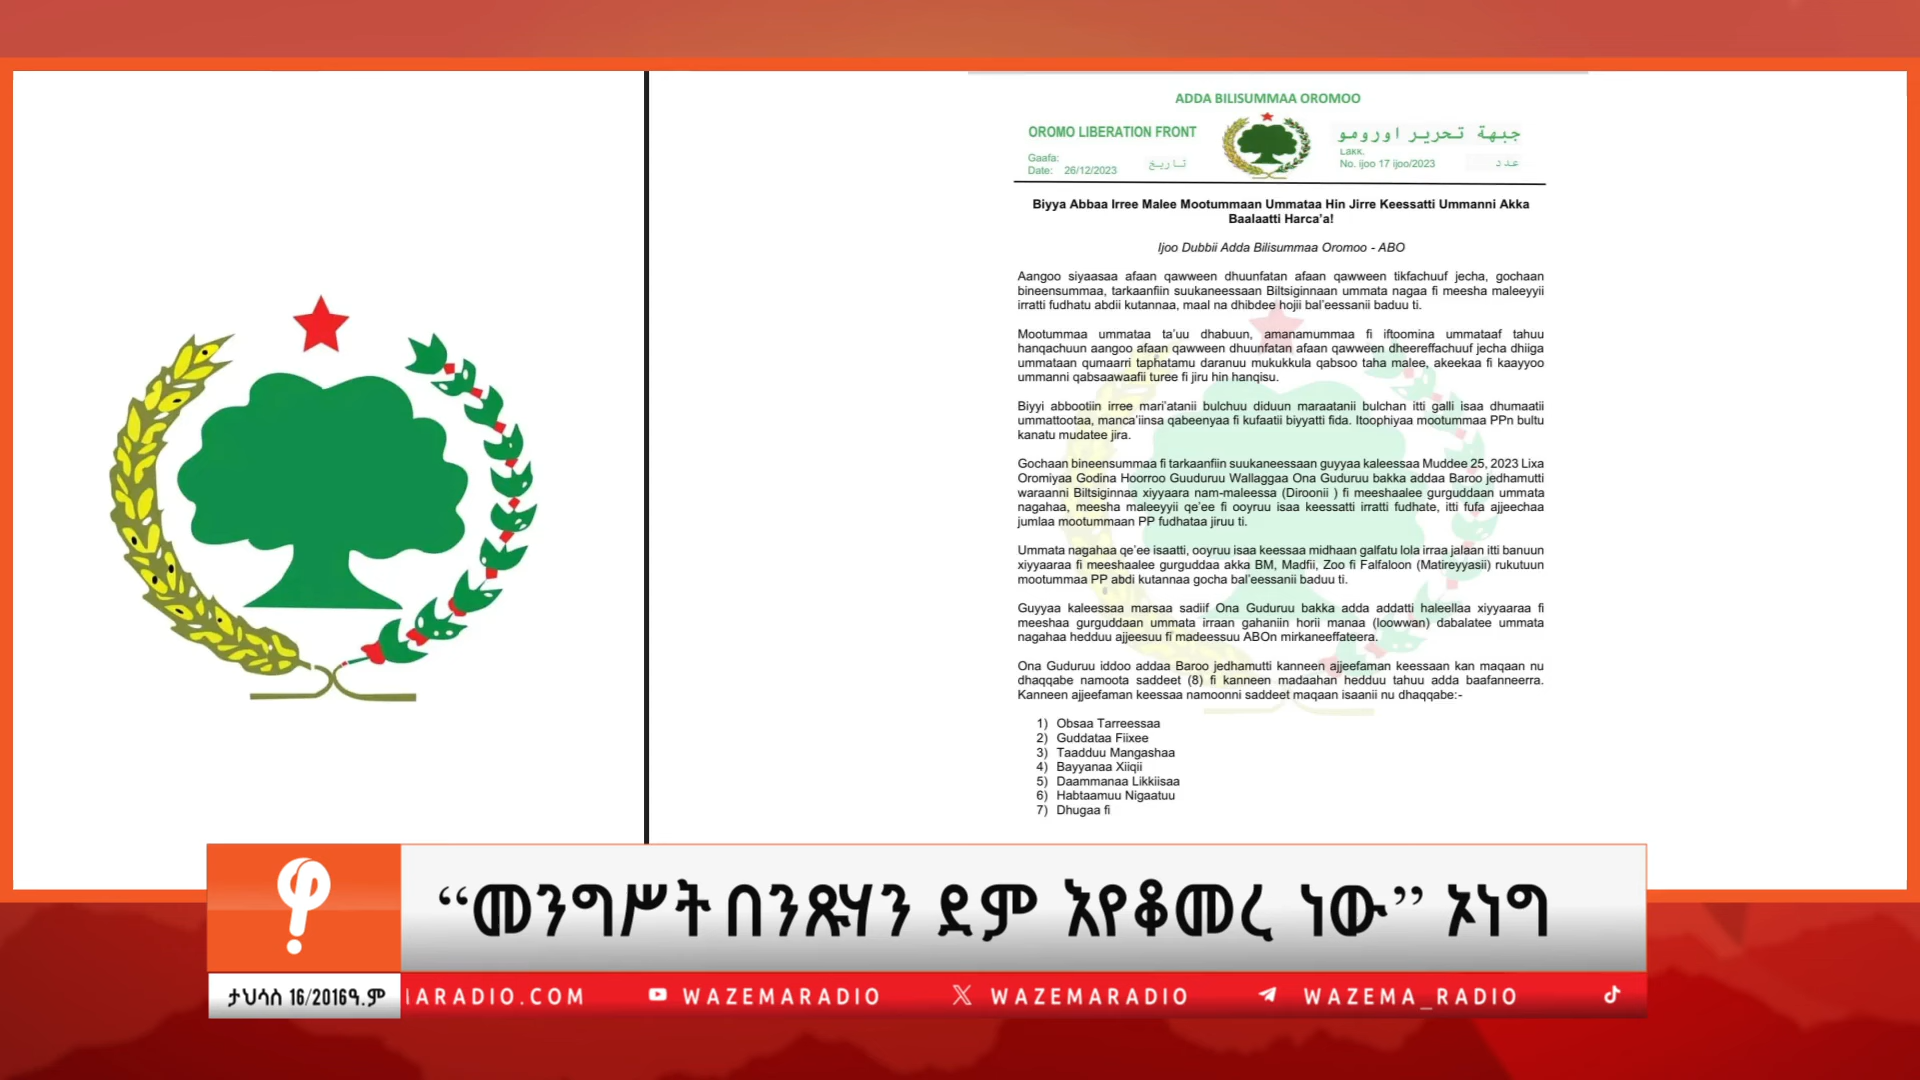 ADDA BILISUMMAA OROMOO
OROMO LIBERATION FRONT
جبهة تحرير اورومو
Gaafa:
Date: 26/12/2023
تاريخ
Lakk.
No. ijoo 17 ijoo/2023
عدد
Biyya Abbaa Irree Malee Mootummaan Ummataa Hin Jirre Keessatti Ummanni Akka
Baalaatti Harca'a!
Ijoo Dubbii Adda Bilisummaa Oromoo - ABO
Aangoo siyaasaa afaan qawween dhuunfatan afaan qawween tikfachuuf jecha, gochaan
bineensummaa, tarkaanfiin suukaneessaan Biltsiginnaan ummata nagaa fi meesha maleeyyii
irratti fudhatu abdii kutannaa, maal na dhibdee hojii bal'eessanii baduu ti.
Mootummaa ummataa ta'uu dhabuun, amanamummaa fi iftoomina ummataaf tahuu
hanqachuun aangoo afaan qawween dhuunfatan afaan qawween dheereffachuuf jecha dhiiga
ummataan qumaarri taphatamu daranuu mukukkula qabsoo taha malee, akeekaa fi kaayyoo
ummanni qabsaawaafii turee fi jiru hin hanqisu.
Biyyi abbootiin irree mari'atanii bulchuu diduun maraatanii bulchan itti galli isaa dhumaatii
ummattootaa, manca'iinsa qabeenyaa fi kufaatii biyyatti fida. Itoophiyaa mootummaa PPn bultu
kanatu mudatee jira.
Gochaan bineensummaa fi tarkaanfiin suukaneessaan guyyaa kaleessaa Muddee 25, 2023 Lixa
Oromiyaa Godina Hoorroo Guuduruu Wallaggaa Ona Guduruu bakka addaa Baroo jedhamutti
waraanni Biltsiginnaa xiyyaara nam-maleessa (Diroonii ) fi meeshaalee gurguddaan ummata
nagahaa, meesha maleeyyii qe'ee fi ooyruu isaa keessatti irratti fudhate, itti fufa ajjeechaa
jumlaa mootummaan PP fudhataa jiruu ti.
Ummata nagahaa qe'ee isaatti, ooyruu isaa keessaa midhaan galfatu lola irraa jalaan itti banuun
xiyyaaraa fi meeshaalee gurguddaa akka BM, Madfii, Zoo fi Falfaloon (Matireyyasii) rukutuun
mootummaa PP abdi kutannaa gocha bal'eessanii baduu ti.
Guyyaa kaleessaa marsaa sadiif Ona Guduruu bakka adda addatti haleellaa xiyyaaraa fi
meeshaa gurguddaan ummata irraan gahaniin horii manaa (loowwan) dabalatee ummata
nagahaa hedduu ajjeesuu fi madeessuu ABOn mirkaneeffateera.
Ona Guduruu iddoo addaa Baroo jedhamutti kanneen ajjeefaman keessaan kan maqaan nu
dhaqqabe namoota saddeet (8) fi kanneen madaahan hedduu tahuu adda baafanneerra.
Kanneen ajjeefaman keessaa namoonni saddeet maqaan isaanii nu dhaqqabe:-
1) Obsaa Tarreessaa
2) Guddataa Fiixee
3) Taadduu Mangashaa
4) Bayyanaa Xiiqii
5) Daammanaa Likkiisaa
6) Habtaamuu Nigaatuu
7) Dhugaa fi
“መንግሥት በንጹሃን ደም እየቆመረ ነው” ኦነግ
ታህሳስ 16/2016ዓ.ም
ARADIO.COM WAZEMARADIO WAZEMARADIO WAZEMA_RADIO